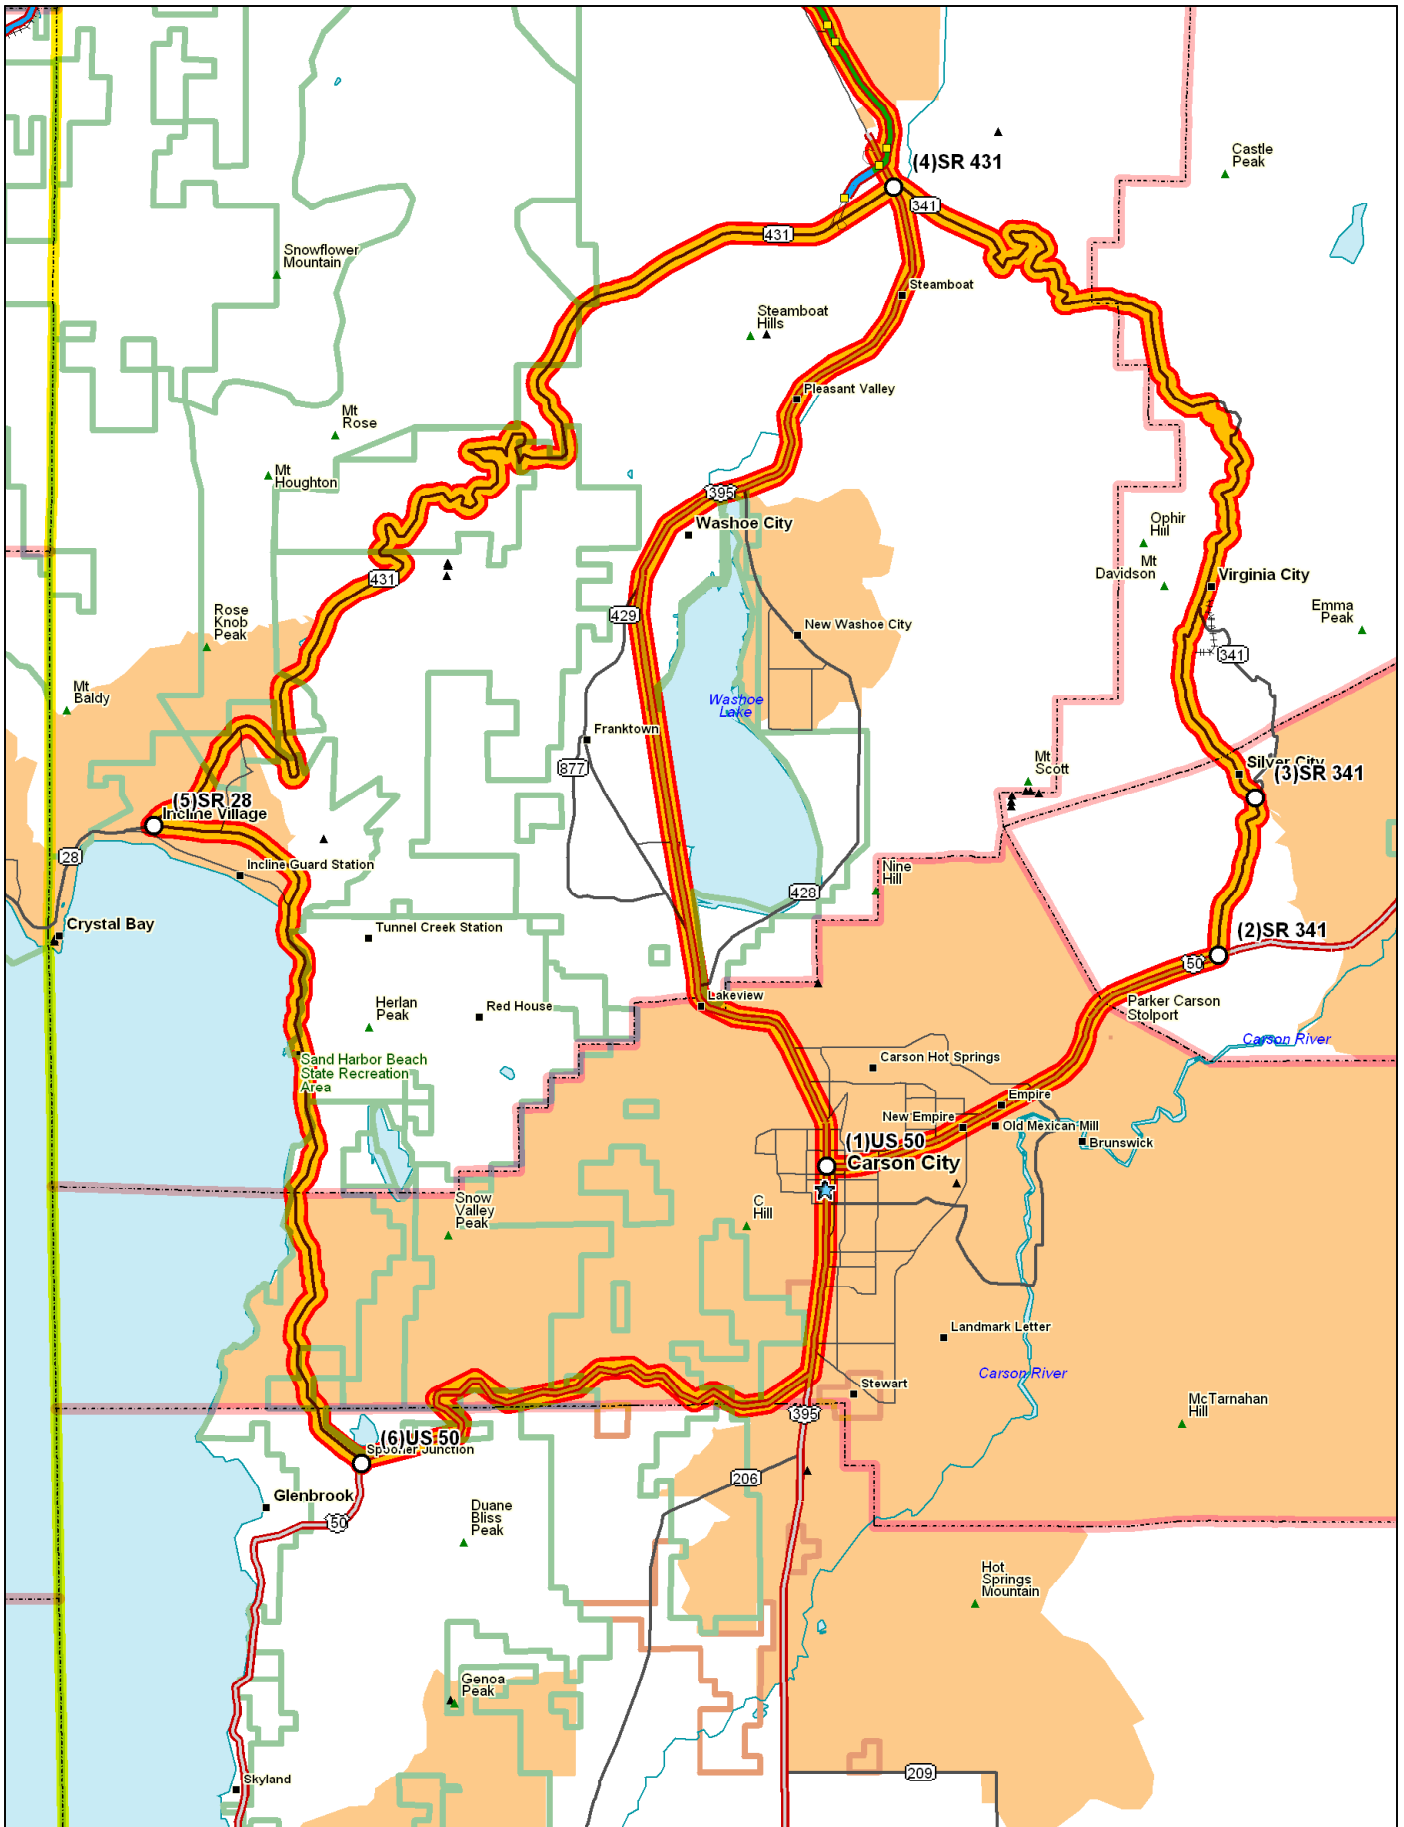 Castle
Peak
(4)SR 431
341
431
Snowflower
Mountain
Steamboat
Steamboat
Hills
Pleasant Valley
Mt
Rose
Mt
Houghton
395
Washoe City
Ophir
Hill
Mt
Davidson
Virginia City
431
Rose
Knob
Peak
429
New Washoe City
Emma
Peak
341
Mt
Baldy
Washoe
Lake
Franktown
877
Mt
Scott
Silver City
(3)SR 341
(5)SR 28
Incline Village
28
Incline Guard Station
Nine
Hill
428
Crystal Bay
Tunnel Creek Station
(2)SR 341
50
Lakeview
Herlan
Peak
Red House
Parker Carson
Stolport
Carson River
Sand Harbor Beach
State Recreation
Area
Carson Hot Springs
Empire
New Empire
Old Mexican Mill
Brunswick
(1)US 50
Carson City
Snow
Valley
Peak
C
Hill
Landmark Letter
Carson River
Stewart
395
McTarnahan
Hill
(6)US 50
Spooner Junction
206
Glenbrook
50
Duane
Bliss
Peak
Hot
Springs
Mountain
Genoa
Peak
Skyland
209